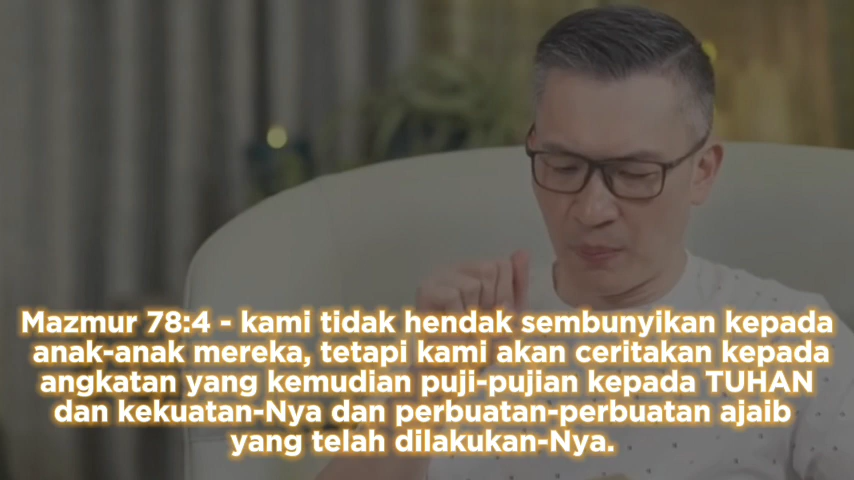 Mazmur 78:4 - kami tidak hendak sembunyikan kepada
anak-anak mereka, tetapi kami akan ceritakan kepada
angkatan yang kemudian puji-pujian kepada TUHAN
dan kekuatan-Nya dan perbuatan-perbuatan ajaib
yang telah dilakukan-Nya.